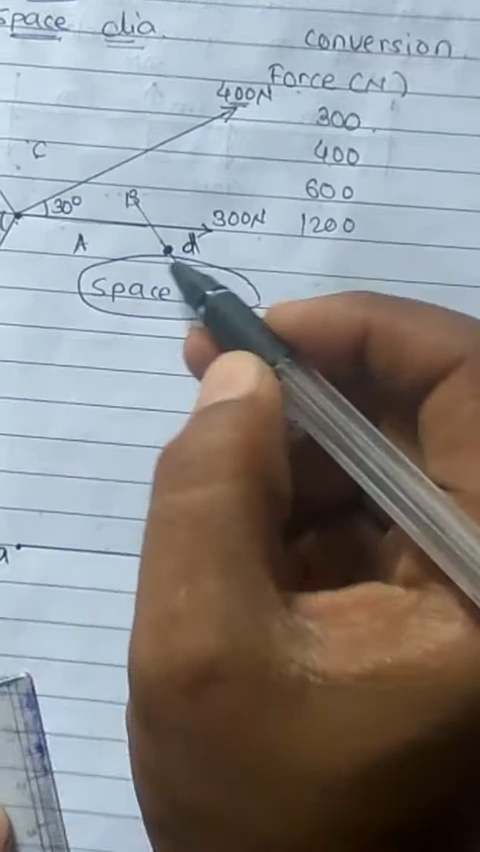 Space dia
conversion
Force (N)
400N
300
400
C
600
30°
B
300N
1200
A
d
Space
a